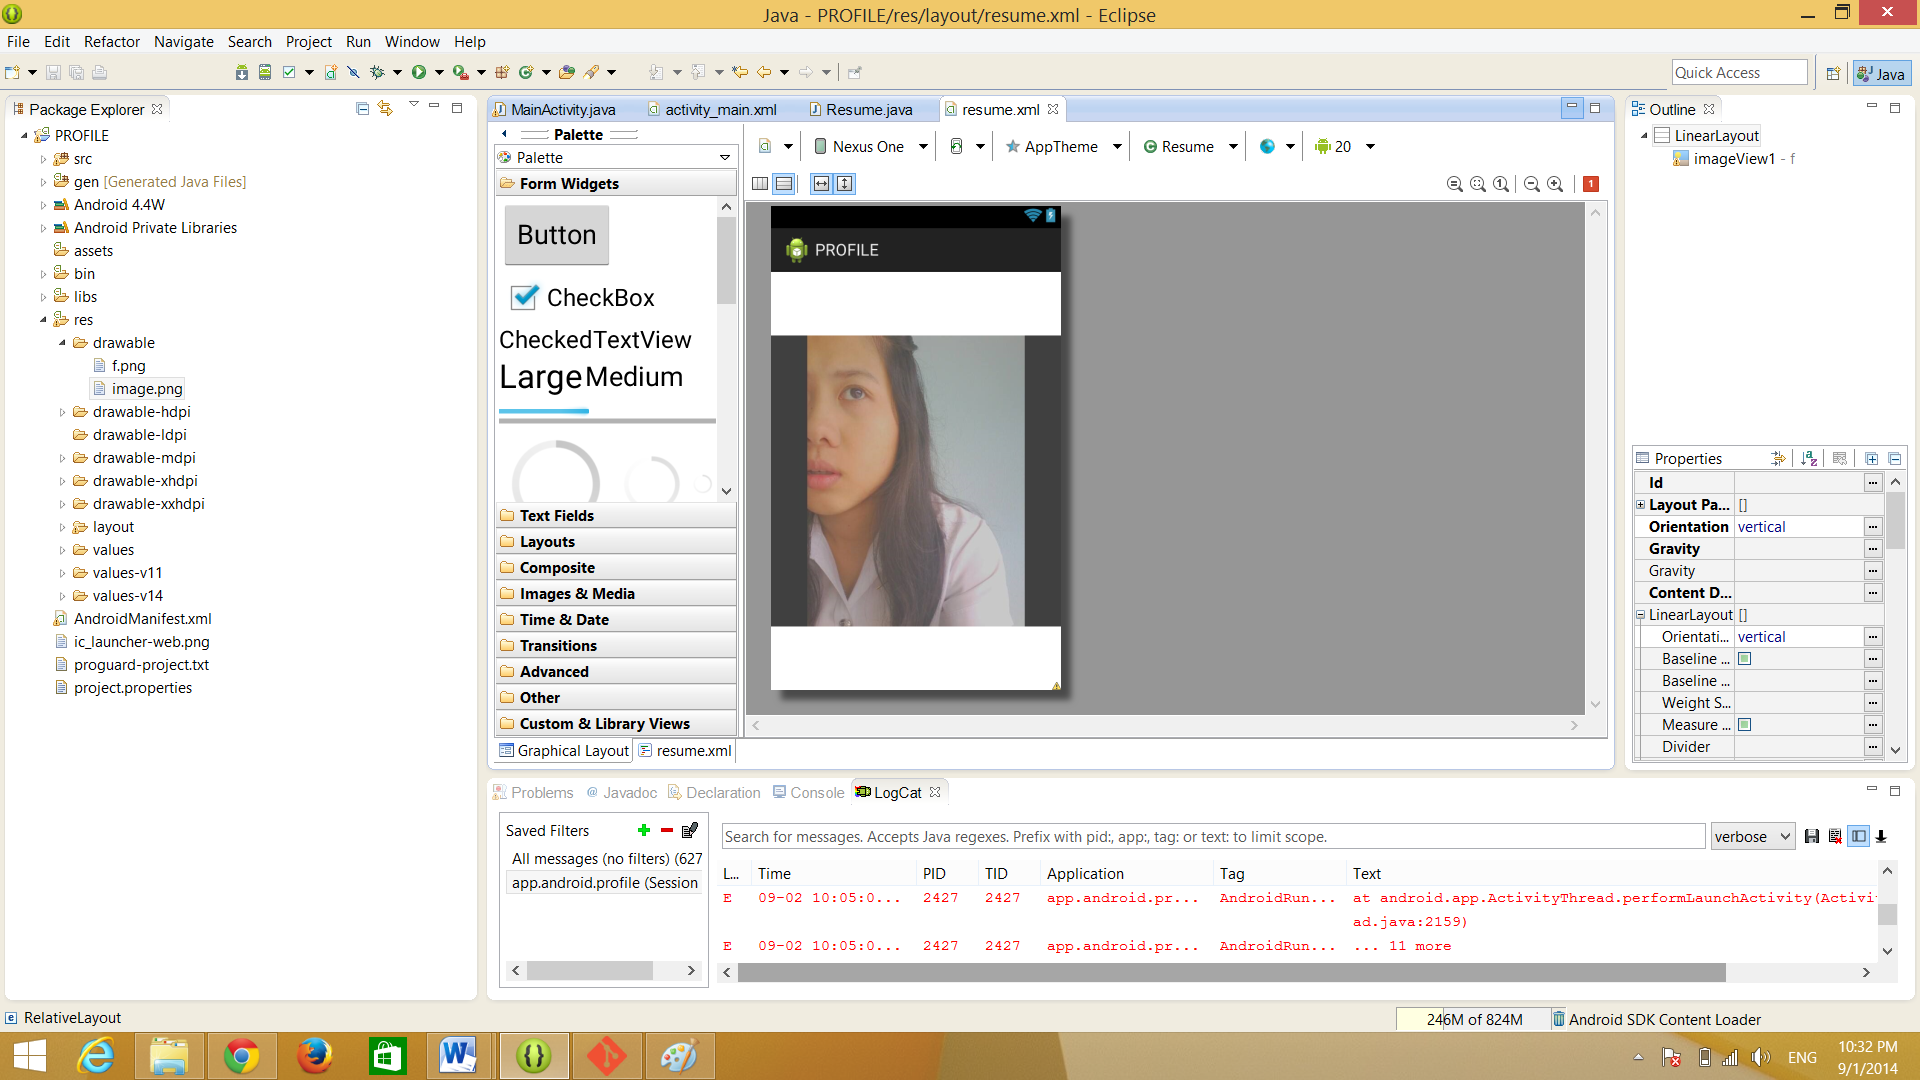 Java - PROFILE/res/layout/resume.xml - Eclipse
File Edit Refactor Navigate Search Project Run Window Help
Quick Access
Java
Package Explorer
PROFILE
src
gen [Generated Java Files]
Android 4.4W
Android Private Libraries
assets
bin
libs
res
drawable
f.png
image.png
drawable-hdpi
drawable-ldpi
drawable-mdpi
drawable-xhdpi
drawable-xxhdpi
layout
values
values-v11
values-v14
AndroidManifest.xml
ic_launcher-web.png
proguard-project.txt
project.properties
MainActivity.java activity_main.xml Resume.java resume.xml
Palette
Palette
Form Widgets
Button
CheckBox
CheckedTextView
Large Medium
Text Fields
Layouts
Composite
Images & Media
Time & Date
Transitions
Advanced
Other
Custom & Library Views
Graphical Layout resume.xml
Nexus One AppTheme Resume 20
1 1
PROFILE
Outline
LinearLayout
imageView1 - f
Properties
Id
Layout Pa... []
Orientation vertical
Gravity
Gravity
Content D...
LinearLayout []
Orientati... vertical
Baseline ...
Baseline ...
Weight S...
Measure ...
Divider
Problems @ Javadoc Declaration Console LogCat
Saved Filters
All messages (no filters) (627
app.android.profile (Session
Search for messages. Accepts Java regexes. Prefix with pid:, app:, tag: or text: to limit scope.
verbose
L... Time PID TID Application Tag Text
E 09-02 10:05:0... 2427 2427 app.android.pr... AndroidRun... at android.app.ActivityThread.performLaunchActivity(Activi
ad.java:2159)
E 09-02 10:05:0... 2427 2427 app.android.pr... AndroidRun... ... 11 more
RelativeLayout
246M of 824M
Android SDK Content Loader
ENG
10:32 PM
9/1/2014